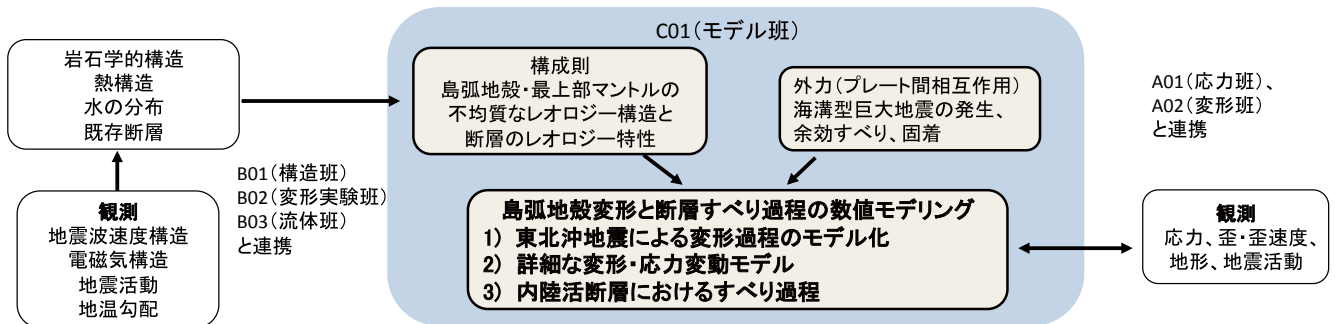 C01（モデル班）
岩石学的構造
熱構造
水の分布
既存断層
観測
地震波速度構造
電磁気構造
地震活動
地温勾配
B01（構造班）
B02（変形実験班）
B03（流体班）
と連携
構成則
島弧地殻・最上部マントルの
不均質なレオロジー構造と
断層のレオロジー特性
外力（プレート間相互作用）
海溝型巨大地震の発生、
余効すべり、固着
島弧地殻変形と断層すべり過程の数値モデリング
1） 東北沖地震による変形過程のモデル化
2） 詳細な変形・応力変動モデル
3） 内陸活断層におけるすべり過程
A01（応力班）、
A02（変形班）
と連携
観測
応力、歪・歪速度、
地形、地震活動